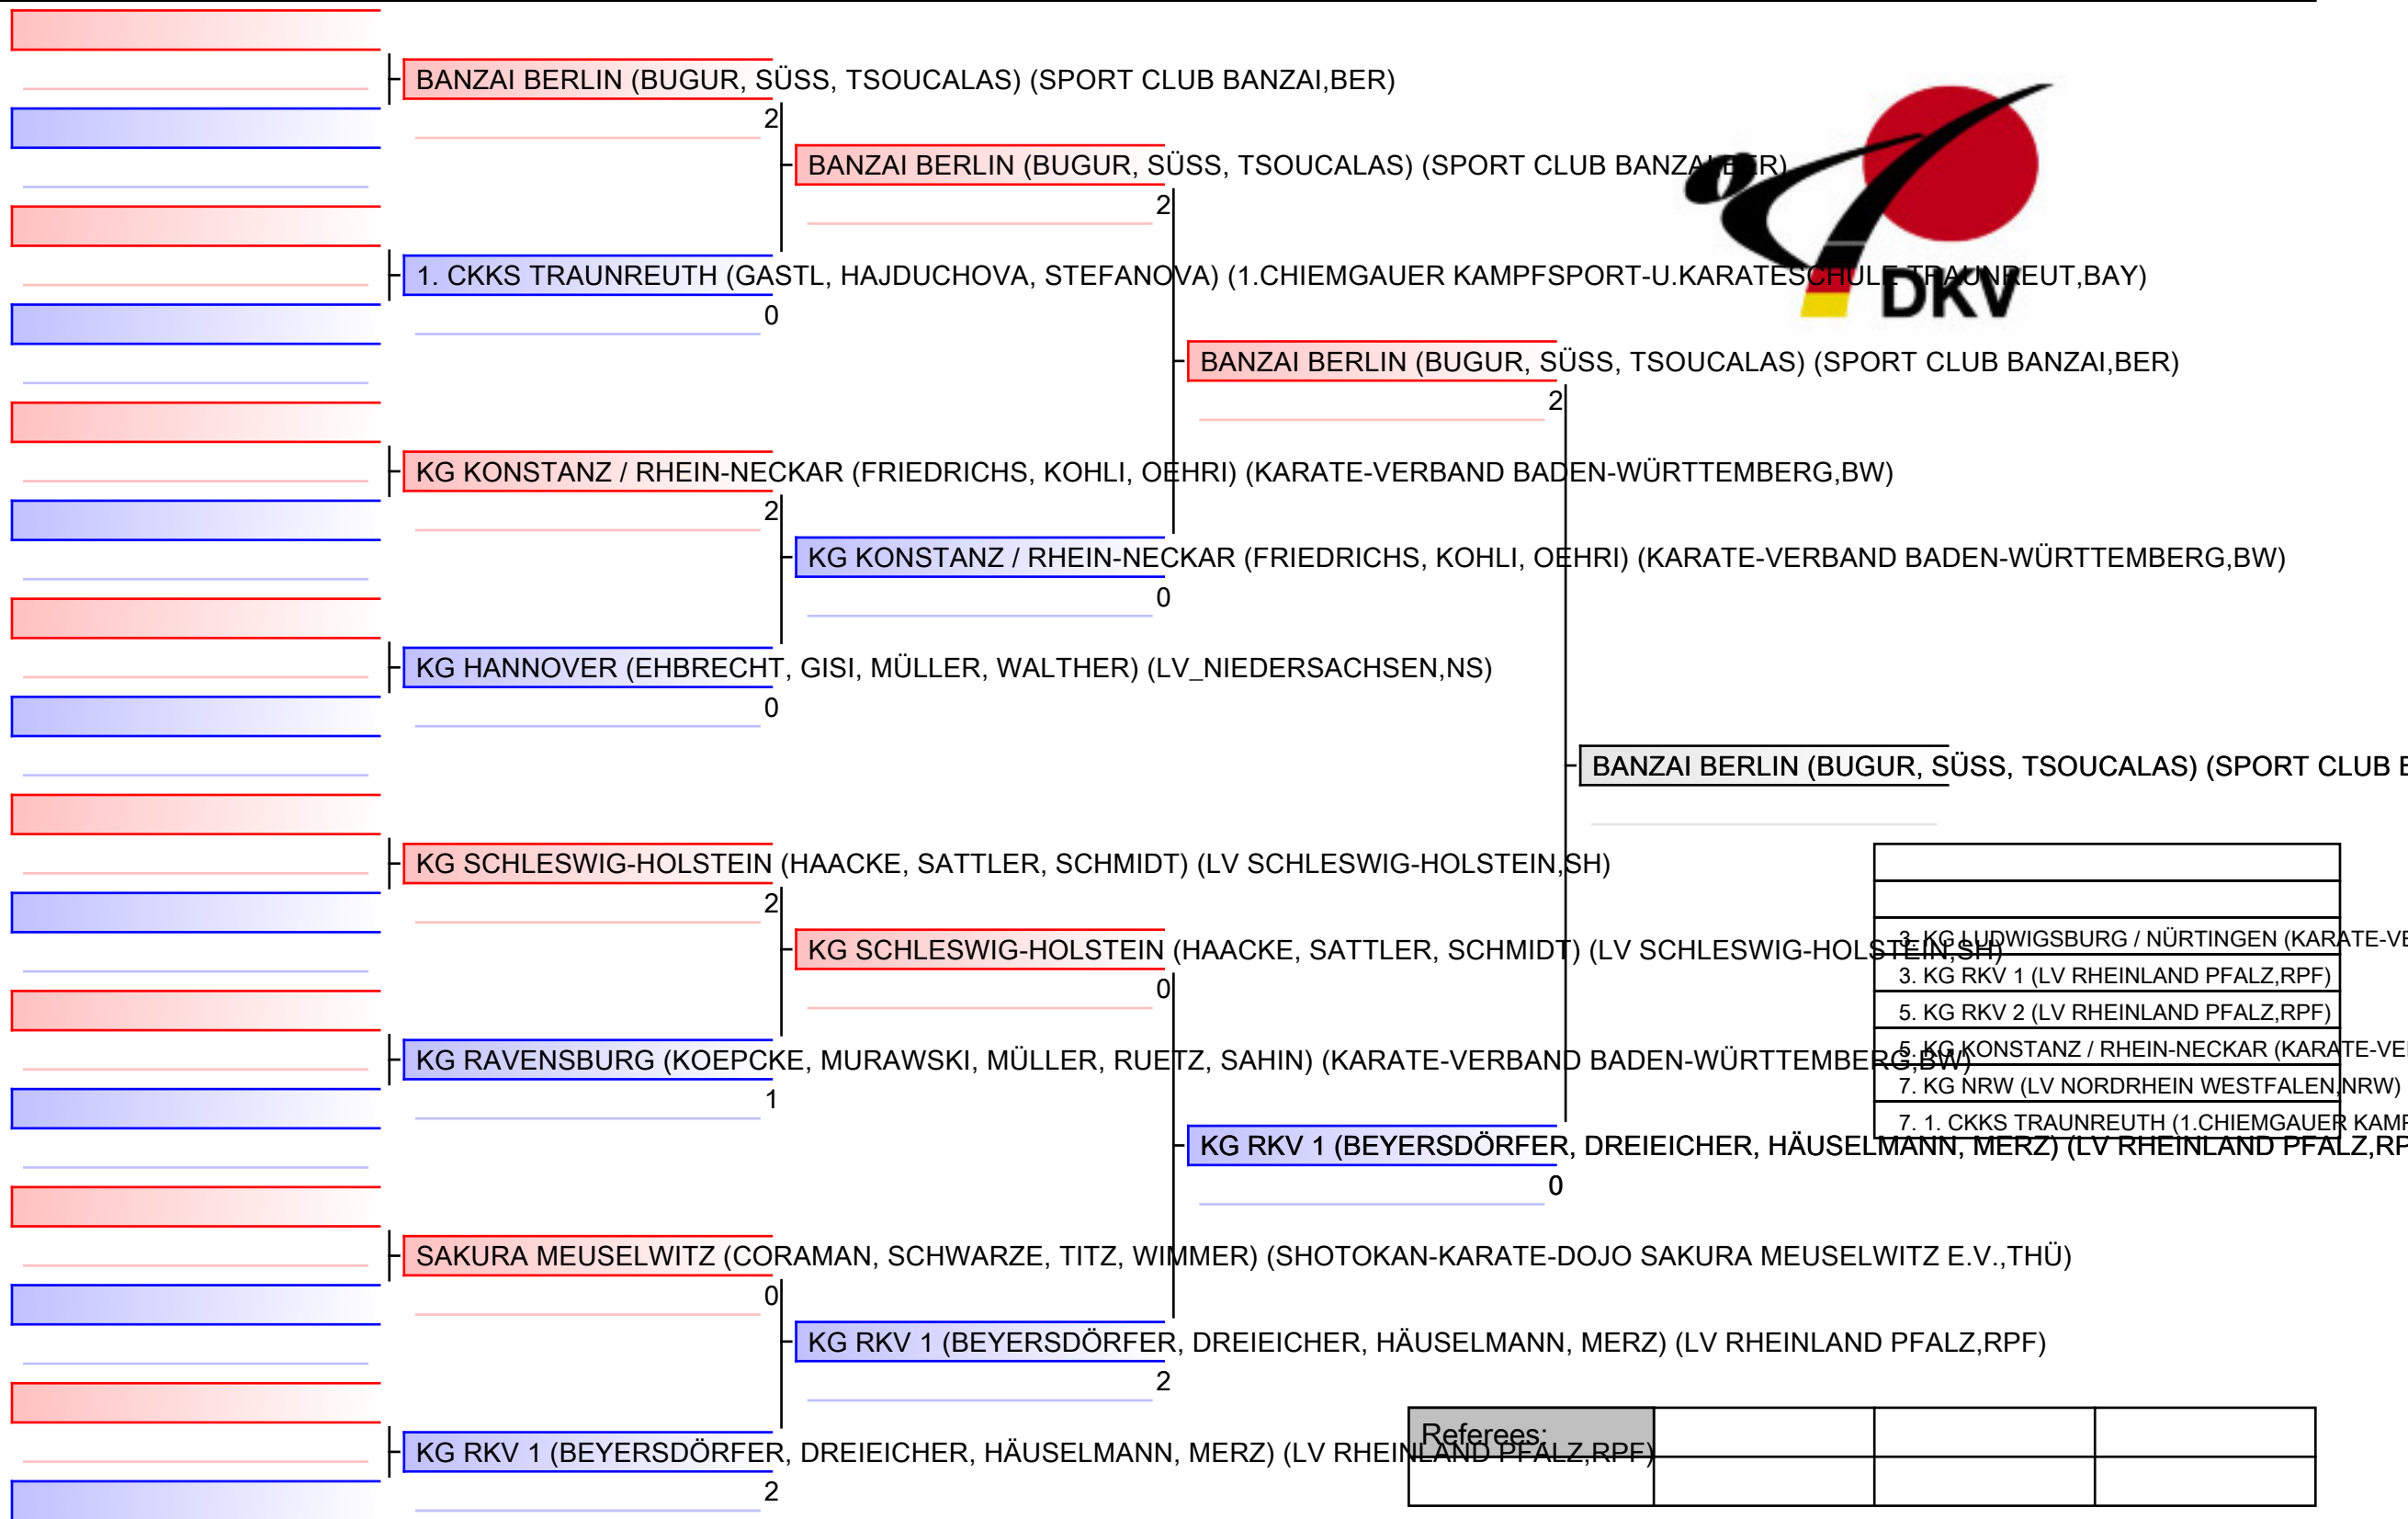 BANZAI BERLIN (BUGUR, SÜSS, TSOUCALAS) (SPORT CLUB BANZAI,BER)
2
BANZAI BERLIN (BUGUR, SÜSS, TSOUCALAS) (SPORT CLUB BANZAI,BER)
2
1. CKKS TRAUNREUTH (GASTL, HAJDUCHOVA, STEFANOVA) (1.CHIEMGAUER KAMPFSPORT-U.KARATESCHULE TRAUNREUT,BAY)
0
DKV
BANZAI BERLIN (BUGUR, SÜSS, TSOUCALAS) (SPORT CLUB BANZAI,BER)
2
KG KONSTANZ / RHEIN-NECKAR (FRIEDRICHS, KOHLI, OEHRI) (KARATE-VERBAND BADEN-WÜRTTEMBERG,BW)
2
KG KONSTANZ / RHEIN-NECKAR (FRIEDRICHS, KOHLI, OEHRI) (KARATE-VERBAND BADEN-WÜRTTEMBERG,BW)
0
KG HANNOVER (EHBRECHT, GISI, MÜLLER, WALTHER) (LV_NIEDERSACHSEN,NS)
0
BANZAI BERLIN (BUGUR, SÜSS, TSOUCALAS) (SPORT CLUB
KG SCHLESWIG-HOLSTEIN (HAACKE, SATTLER, SCHMIDT) (LV SCHLESWIG-HOLSTEIN,SH)
2
KG SCHLESWIG-HOLSTEIN (HAACKE, SATTLER, SCHMIDT) (LV SCHLESWIG-HOLSTEIN,SH)
0
3. KG LUDWIGSBURG / NÜRTINGEN (KARATE-VE
3. KG RKV 1 (LV RHEINLAND PFALZ,RPF)
5. KG RKV 2 (LV RHEINLAND PFALZ,RPF)
5. KG KONSTANZ / RHEIN-NECKAR (KARATE-VE
7. KG NRW (LV NORDRHEIN WESTFALEN,NRW)
7. 1. CKKS TRAUNREUTH (1.CHIEMGAUER KAMP
KG RAVENSBURG (KOEPCKE, MURAWSKI, MÜLLER, RUETZ, SAHIN) (KARATE-VERBAND BADEN-WÜRTTEMBERG,BW)
1
KG RKV 1 (BEYERSDÖRFER, DREIEICHER, HÄUSELMANN, MERZ) (LV RHEINLAND PFALZ,RP
0
SAKURA MEUSELWITZ (CORAMAN, SCHWARZE, TITZ, WIMMER) (SHOTOKAN-KARATE-DOJO SAKURA MEUSELWITZ E.V.,THÜ)
0
KG RKV 1 (BEYERSDÖRFER, DREIEICHER, HÄUSELMANN, MERZ) (LV RHEINLAND PFALZ,RPF)
2
KG RKV 1 (BEYERSDÖRFER, DREIEICHER, HÄUSELMANN, MERZ) (LV RHEINLAND PFALZ,RPF)
2
Referees: